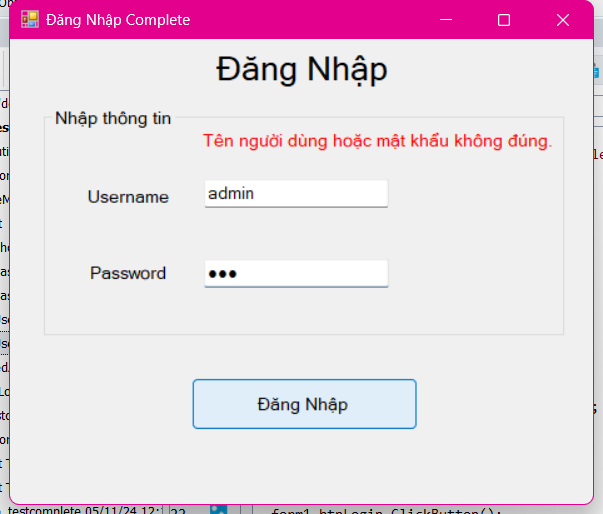 Đăng Nhập Complete
Đăng Nhập
Nhập thông tin
Tên người dùng hoặc mật khẩu không đúng.
Username
admin
Password
●●●
Đăng Nhập
testcomplete 05/11/24 12:
22
form1.btnLogin.ClickButton();